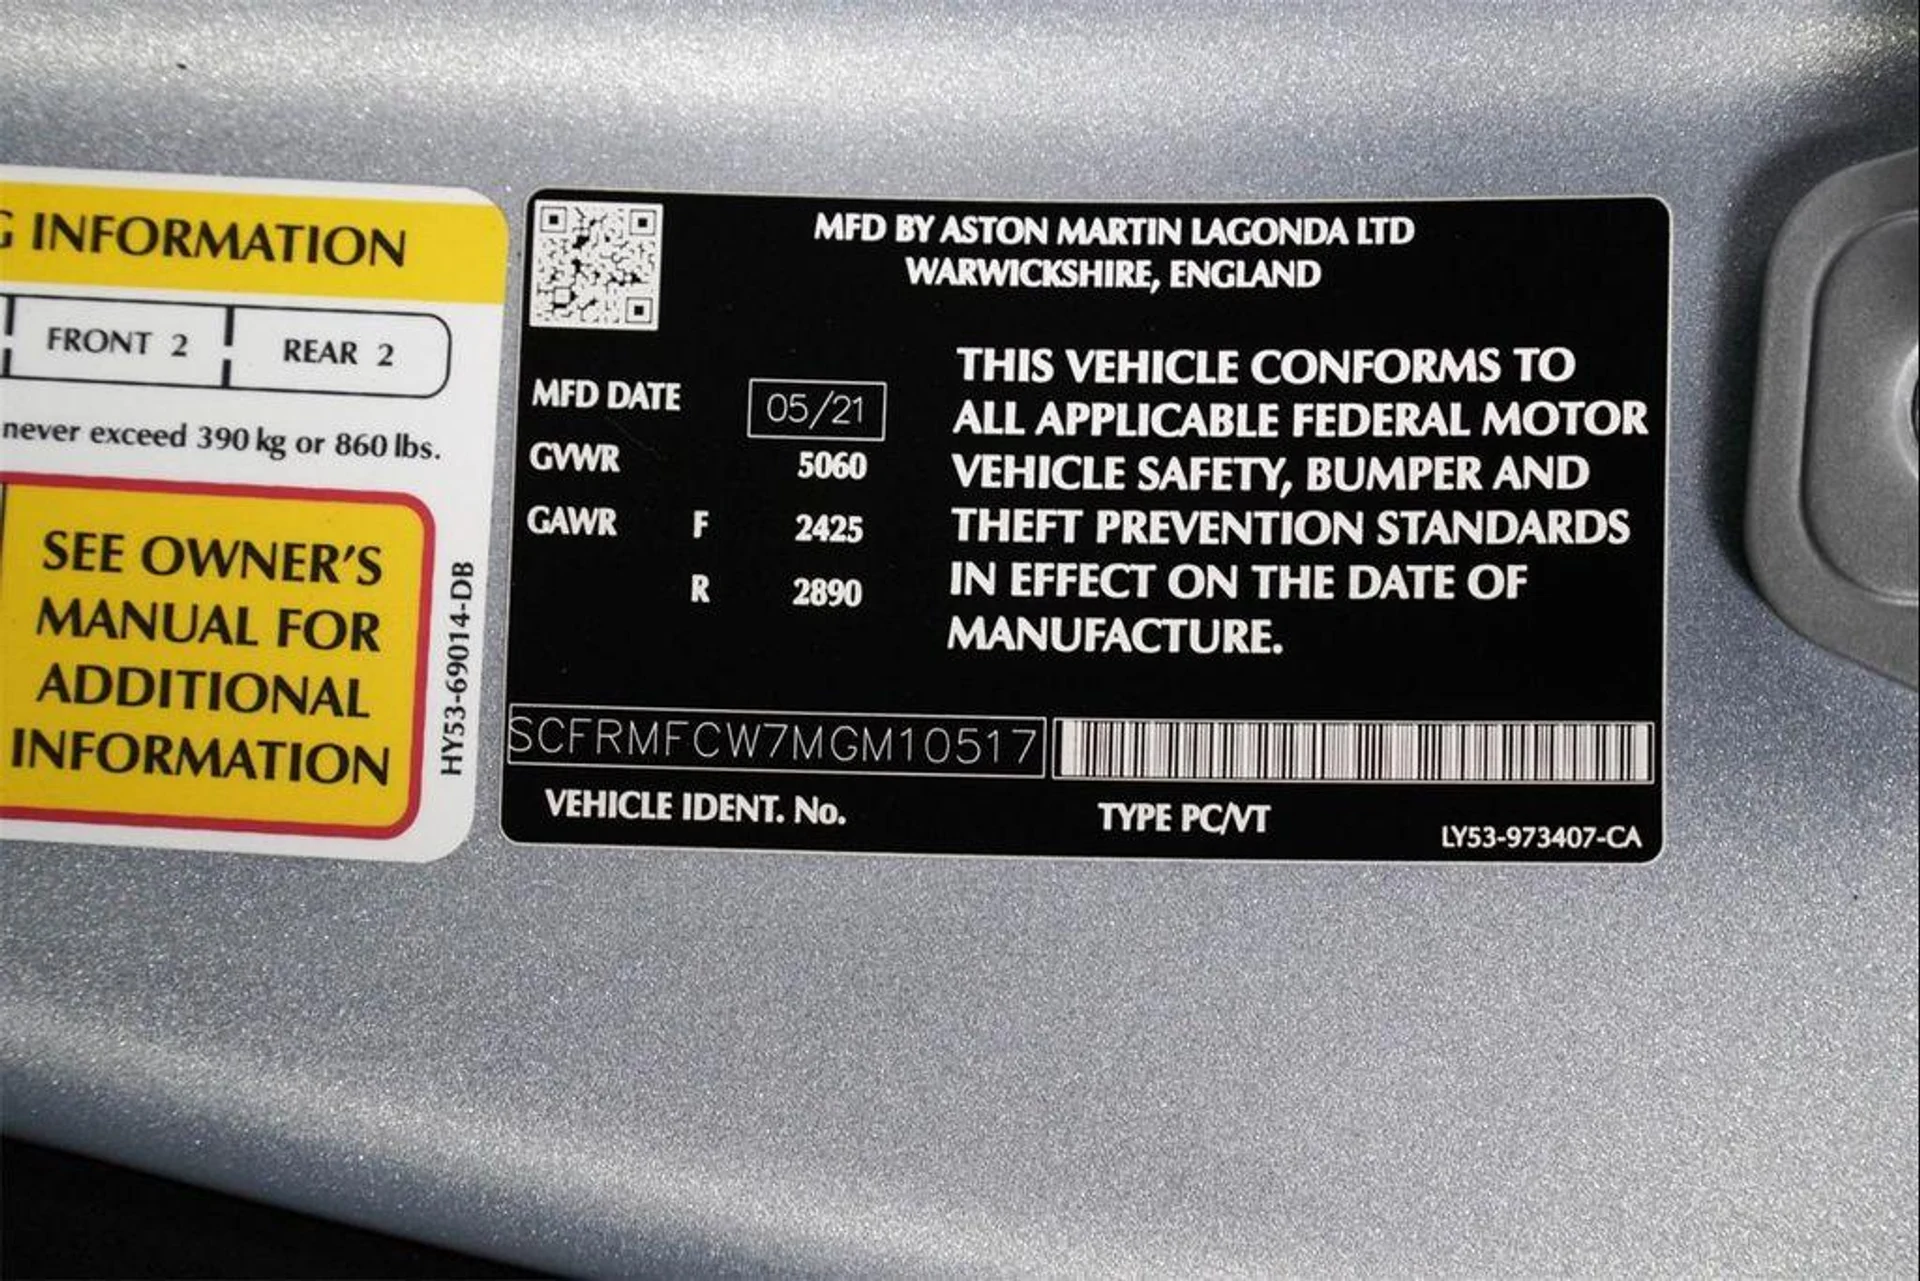 INFORMATION
FRONT 2
REAR 2
never exceed 390 kg or 860 lbs.
SEE OWNER'S
MANUAL FOR
ADDITIONAL
INFORMATION
HY53-69014-DB
MFD BY ASTON MARTIN LAGONDA LTD
WARWICKSHIRE, ENGLAND
MFD DATE 05/21
GVWR 5060
GAWR F 2425
R 2890
THIS VEHICLE CONFORMS TO
ALL APPLICABLE FEDERAL MOTOR
VEHICLE SAFETY, BUMPER AND
THEFT PREVENTION STANDARDS
IN EFFECT ON THE DATE OF
MANUFACTURE.
SCFRMFCW7MGM10517
VEHICLE IDENT. No.
TYPE PC/VT
LY53-973407-CA